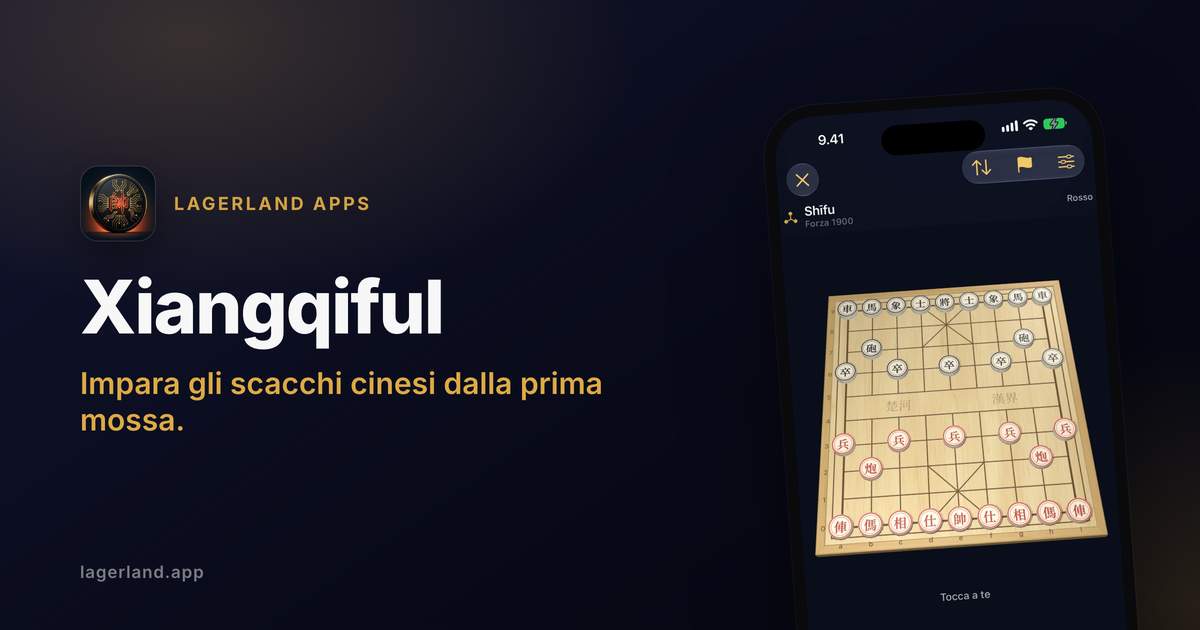 LAGERLAND APPS
Xiangqiful
Impara gli scacchi cinesi dalla prima
mossa.
lagerland.app
9.41
Shīfu
Forza 1900
Rosso
車馬象士將士象馬車
砲 砲
卒 卒 卒 卒 卒
楚河 漢界
兵 兵 兵 兵 兵
炮 炮
俥傌相仕帥仕相傌俥
a b c d e f g h i
Tocca a te